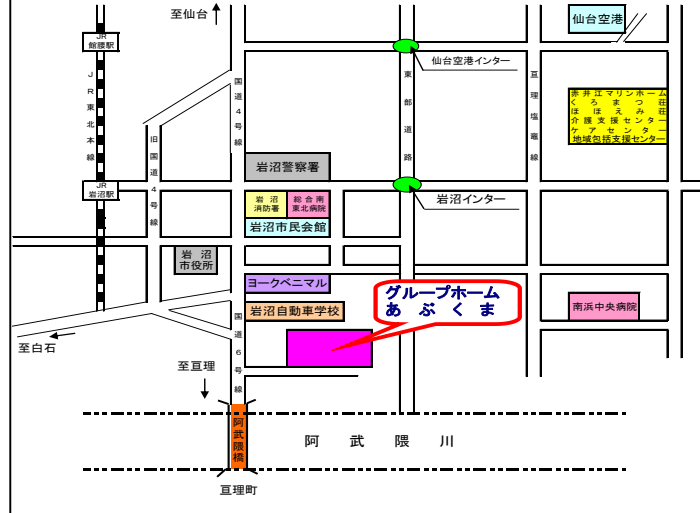 至仙台
仙台空港
JR
館腰駅
仙台空港インター
JR東北本線
国道4号線
東部道路
亘理塩竈線
赤井江マリンホーム
くろまつ荘
ほほえみ荘
介護支援センター
ケアセンター
地域包括支援センター
旧国道4号線
岩沼警察署
JR
岩沼駅
岩沼
消防署
総合南
東北病院
岩沼インター
岩沼市民会館
岩沼
市役所
ヨークベニマル
グループホーム
あぶくま
南浜中央病院
岩沼自動車学校
国道6号線
至白石
至亘理
阿武隈橋
阿武隈川
亘理町